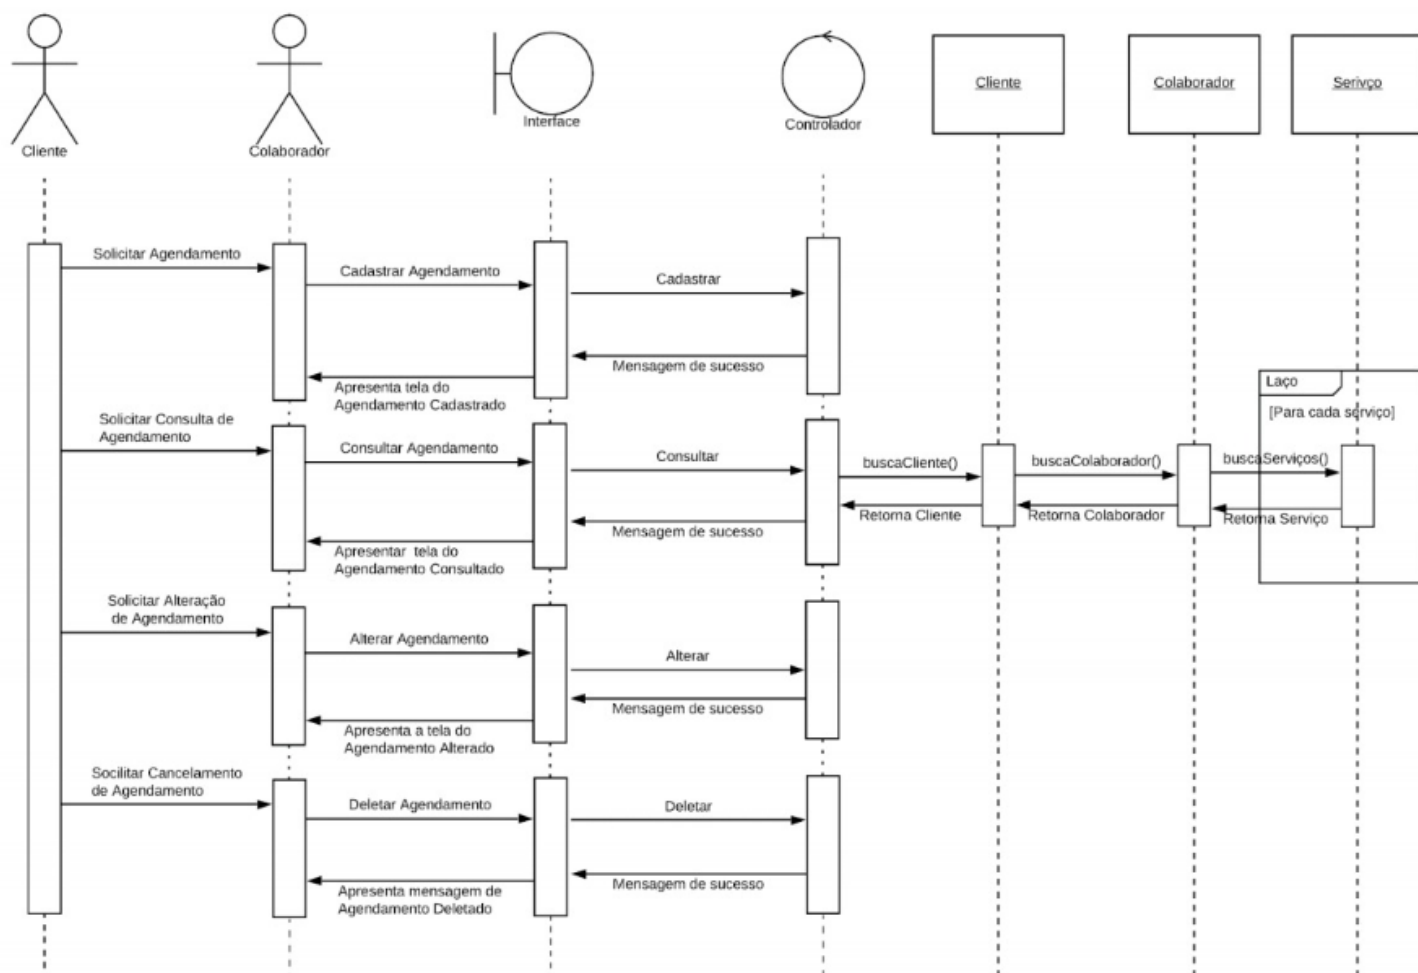 Cliente
Colaborador
Interface
Controlador
Cliente
Colaborador
Serivço
Solicitar Agendamento
Cadastrar Agendamento
Cadastrar
Mensagem de sucesso
Apresenta tela do
Agendamento Cadastrado
Laço
[Para cada serviço]
Solicitar Consulta de
Agendamento
Consultar Agendamento
Consultar
buscaCliente()
buscaColaborador()
buscaServiços()
Retorna Cliente
Retorna Colaborador
Retorna Serviço
Mensagem de sucesso
Apresentar tela do
Agendamento Consultado
Solicitar Alteração
de Agendamento
Alterar Agendamento
Alterar
Mensagem de sucesso
Apresenta a tela do
Agendamento Alterado
Socilitar Cancelamento
de Agendamento
Deletar Agendamento
Deletar
Mensagem de sucesso
Apresenta mensagem de
Agendamento Deletado